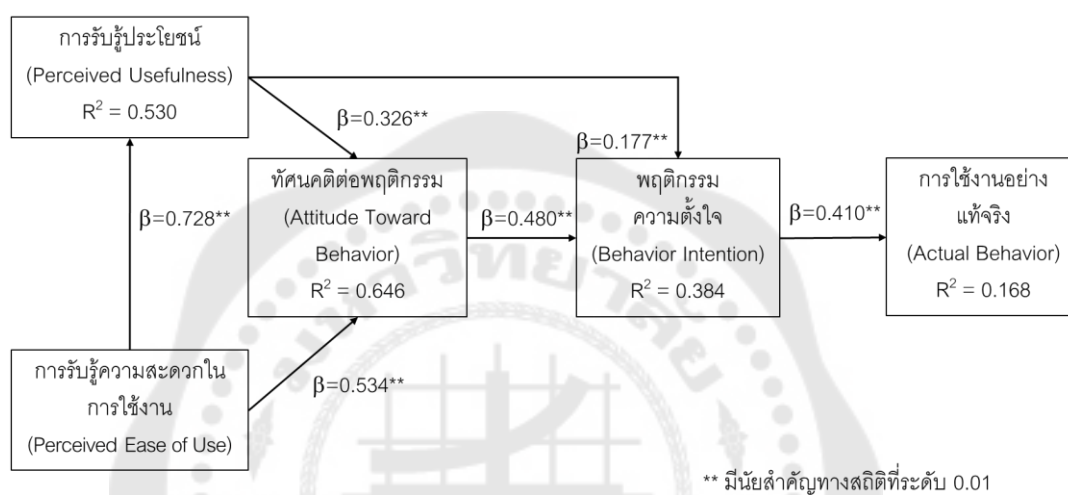 การรับรู้ประโยชน์
(Perceived Usefulness)
R² = 0.530
β=0.326**
β=0.177**
ทัศนคติต่อพฤติกรรม
(Attitude Toward
Behavior)
R² = 0.646
พฤติกรรม
ความตั้งใจ
(Behavior Intention)
R² = 0.384
การใช้งานอย่าง
แท้จริง
(Actual Behavior)
R² = 0.168
β=0.728**
β=0.480**
β=0.410**
การรับรู้ความสะดวกใน
การใช้งาน
(Perceived Ease of Use)
β=0.534**
** มีนัยสำคัญทางสถิติที่ระดับ 0.01